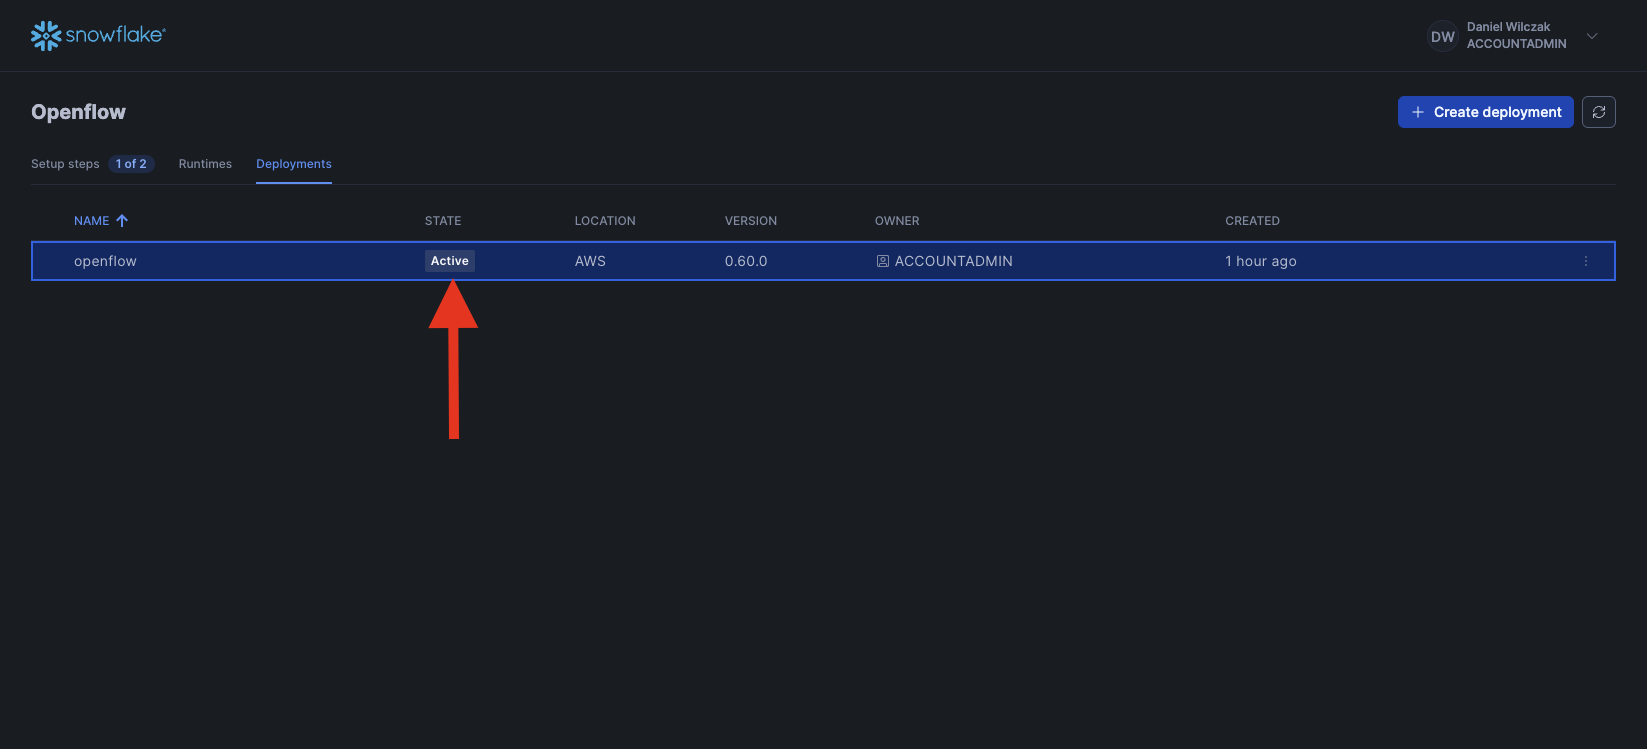 snowflake®
DW
Daniel Wilczak
ACCOUNTADMIN
Openflow
Create deployment
Setup steps 1 of 2 Runtimes Deployments
NAME STATE LOCATION VERSION OWNER CREATED
openflow Active AWS 0.60.0 ACCOUNTADMIN 1 hour ago